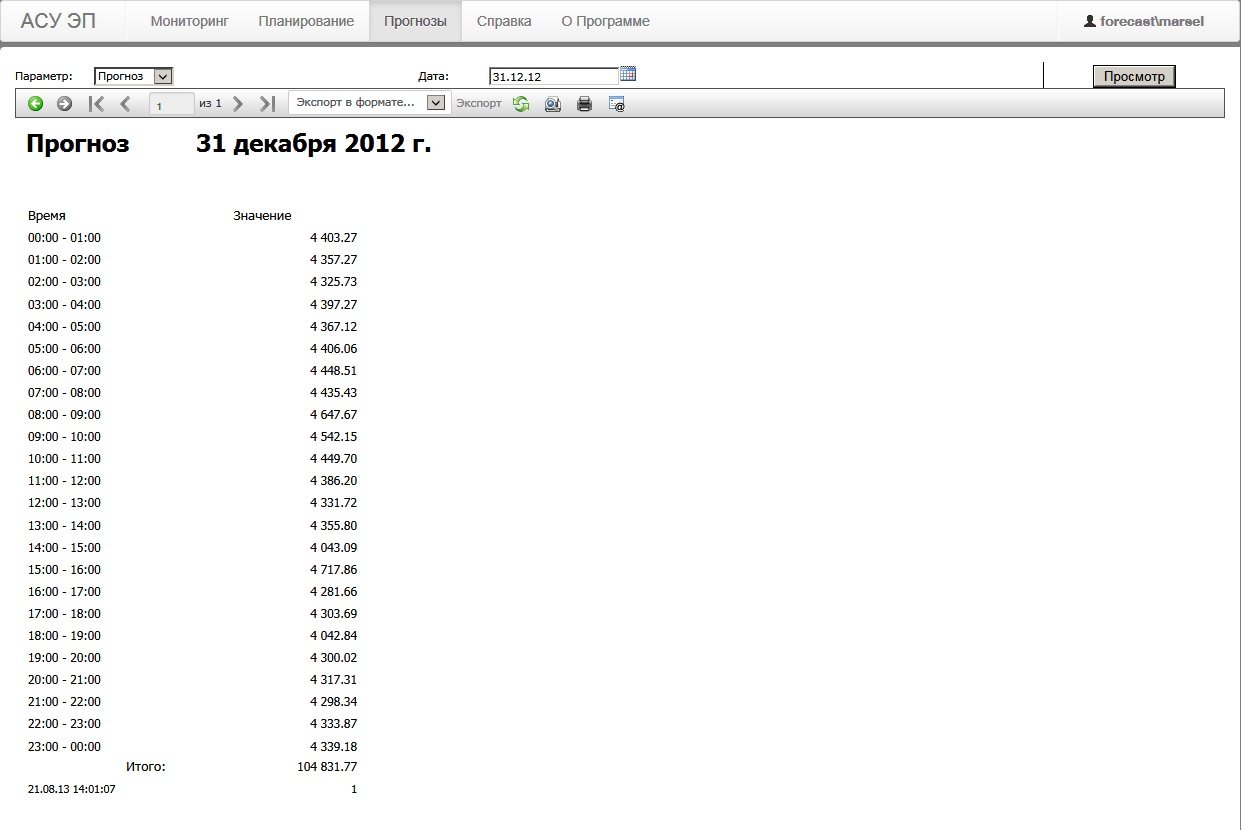 АСУ ЭП Мониторинг Планирование Прогнозы Справка О Программе forecast\marsel
Параметр: Прогноз Дата: 31.12.12 Просмотр
1 из 1 Экспорт в формате... Экспорт
Прогноз 31 декабря 2012 г.
Время Значение
00:00 - 01:00 4 403.27
01:00 - 02:00 4 357.27
02:00 - 03:00 4 325.73
03:00 - 04:00 4 397.27
04:00 - 05:00 4 367.12
05:00 - 06:00 4 406.06
06:00 - 07:00 4 448.51
07:00 - 08:00 4 435.43
08:00 - 09:00 4 647.67
09:00 - 10:00 4 542.15
10:00 - 11:00 4 449.70
11:00 - 12:00 4 386.20
12:00 - 13:00 4 331.72
13:00 - 14:00 4 355.80
14:00 - 15:00 4 043.09
15:00 - 16:00 4 717.86
16:00 - 17:00 4 281.66
17:00 - 18:00 4 303.69
18:00 - 19:00 4 042.84
19:00 - 20:00 4 300.02
20:00 - 21:00 4 317.31
21:00 - 22:00 4 298.34
22:00 - 23:00 4 333.87
23:00 - 00:00 4 339.18
Итого: 104 831.77
21.08.13 14:01:07 1